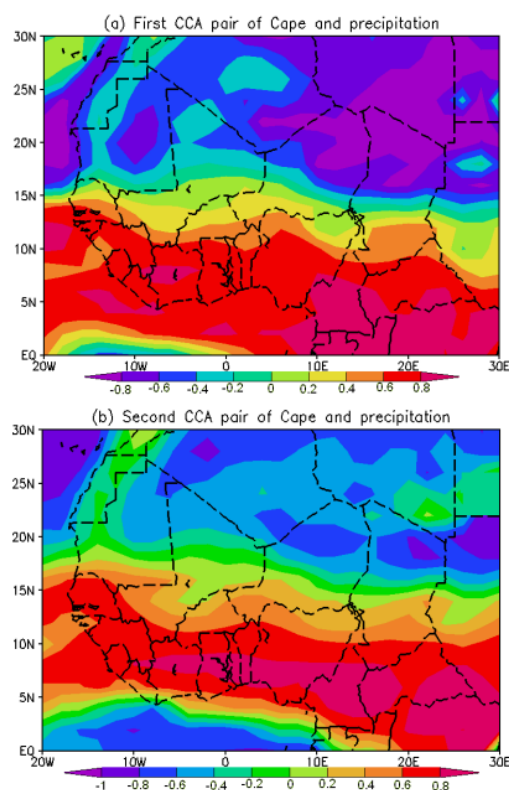 (a) First CCA pair of Cape and precipitation
30N
25N
20N
15N
10N
5N
EQ
20W 10W 0 10E 20E 30E
-0.8 -0.6 -0.4 -0.2 0 0.2 0.4 0.6 0.8
(b) Second CCA pair of Cape and precipitation
30N
25N
20N
15N
10N
5N
EQ
20W 10W 0 10E 20E 30E
-1 -0.8 -0.6 -0.4 -0.2 0 0.2 0.4 0.6 0.8